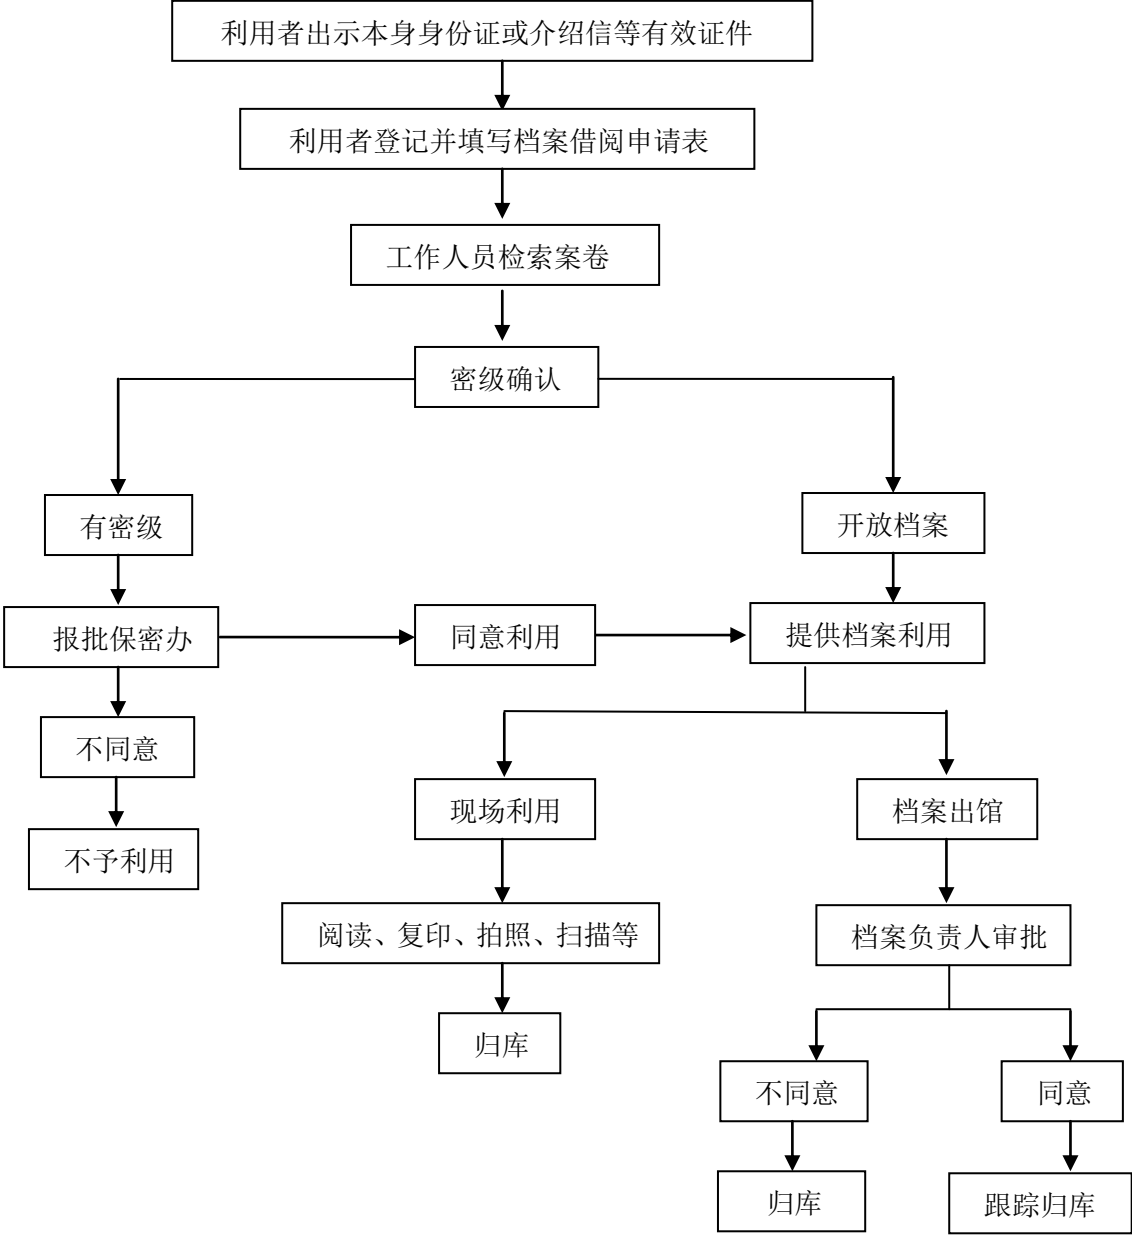 利用者出示本身身份证或介绍信等有效证件
利用者登记并填写档案借阅申请表
工作人员检索案卷
密级确认
有密级
开放档案
报批保密办
同意利用
提供档案利用
不同意
现场利用
档案出馆
不予利用
阅读、复印、拍照、扫描等
档案负责人审批
归库
不同意
同意
归库
跟踪归库